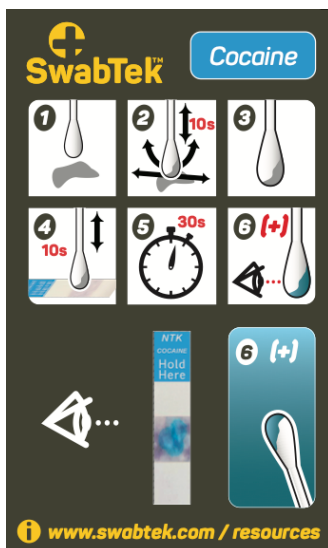 SwabTek™
Cocaine
1
2
10s
3
4
10s
5
30s
6 (+)
NTK
COCAINE
Hold
Here
6 (+)
i www.swabtek.com / resources